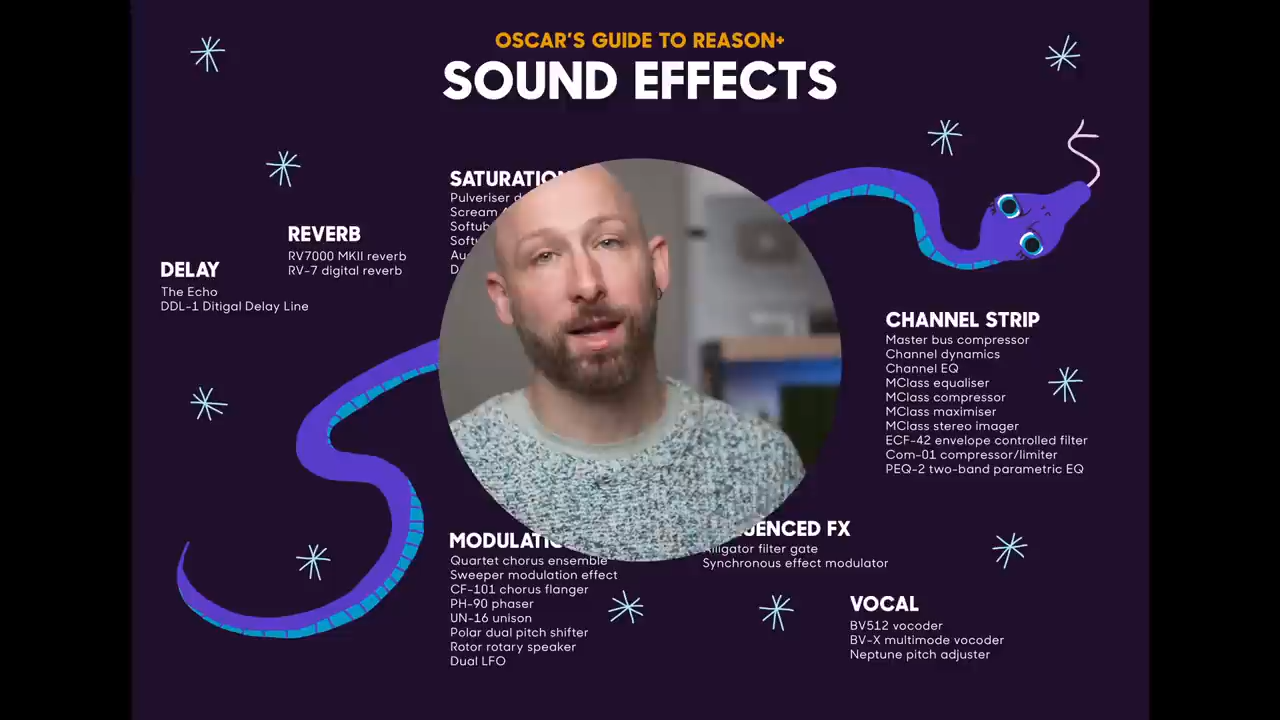 OSCAR'S GUIDE TO REASON+
SOUND EFFECTS
SATURATION
Pulveriser
Scream
DELAY
The Echo
DDL-1 Ditigal Delay Line
REVERB
RV7000 MKII reverb
RV-7 digital reverb
CHANNEL STRIP
Master bus compressor
Channel dynamics
Channel EQ
MClass equaliser
MClass compressor
MClass maximiser
MClass stereo imager
ECF-42 envelope controlled filter
Com-01 compressor/limiter
PEQ-2 two-band parametric EQ
MODULATIO
Quartet chorus ensemble
Sweeper modulation effect
CF-101 chorus flanger
PH-90 phaser
UN-16 unison
Polar dual pitch shifter
Rotor rotary speaker
Dual LFO
UENCED FX
Alligator filter gate
Synchronous effect modulator
VOCAL
BV512 vocoder
BV-X multimode vocoder
Neptune pitch adjuster